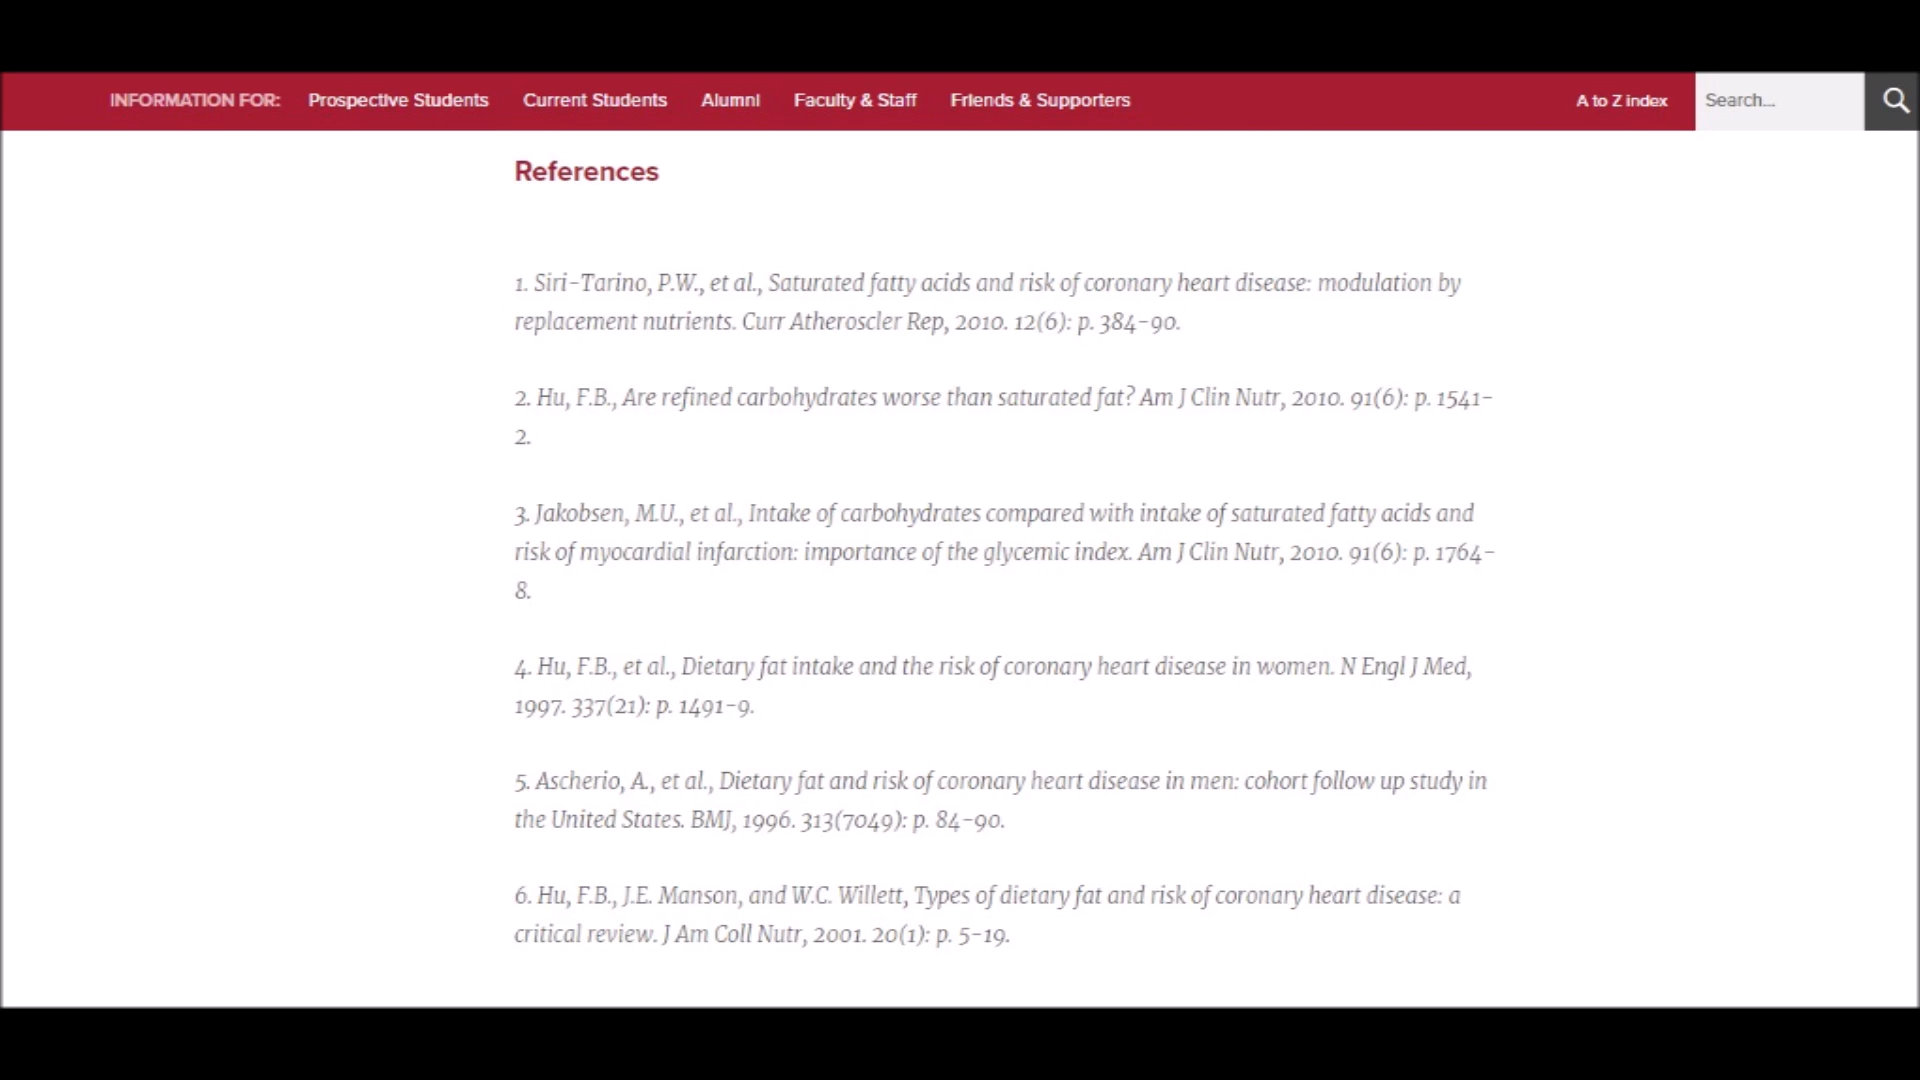 INFORMATION FOR: Prospective Students Current Students Alumni Faculty & Staff Friends & Supporters A to Z index Search...
References
1. Siri-Tarino, P.W., et al., Saturated fatty acids and risk of coronary heart disease: modulation by
replacement nutrients. Curr Atheroscler Rep, 2010. 12(6): p. 384-90.
2. Hu, F.B., Are refined carbohydrates worse than saturated fat? Am J Clin Nutr, 2010. 91(6): p. 1541-
2.
3. Jakobsen, M.U., et al., Intake of carbohydrates compared with intake of saturated fatty acids and
risk of myocardial infarction: importance of the glycemic index. Am J Clin Nutr, 2010. 91(6): p. 1764-
8.
4. Hu, F.B., et al., Dietary fat intake and the risk of coronary heart disease in women. N Engl J Med,
1997. 337(21): p. 1491-9.
5. Ascherio, A., et al., Dietary fat and risk of coronary heart disease in men: cohort follow up study in
the United States. BMJ, 1996. 313(7049): p. 84-90.
6. Hu, F.B., J.E. Manson, and W.C. Willett, Types of dietary fat and risk of coronary heart disease: a
critical review. J Am Coll Nutr, 2001. 20(1): p. 5-19.